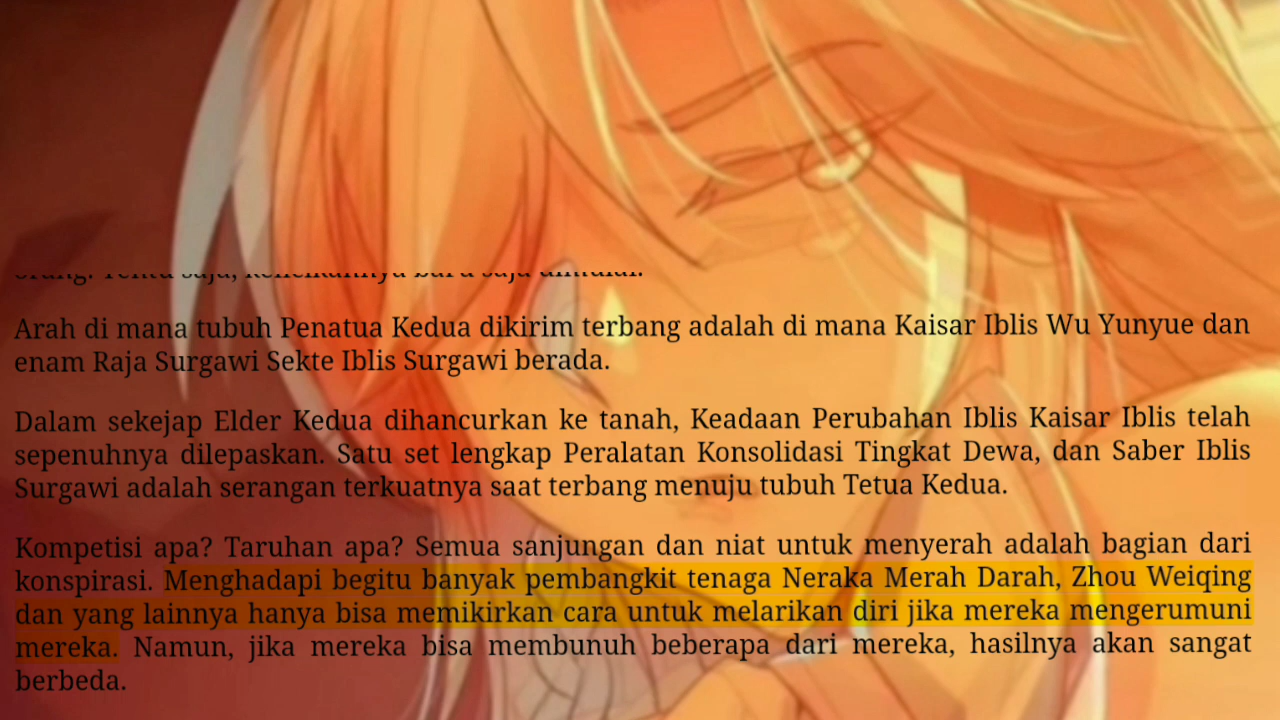 Arah di mana tubuh Penatua Kedua dikirim terbang adalah di mana Kaisar Iblis Wu Yunyue dan
enam Raja Surgawi Sekte Iblis Surgawi berada.
Dalam sekejap Elder Kedua dihancurkan ke tanah, Keadaan Perubahan Iblis Kaisar Iblis telah
sepenuhnya dilepaskan. Satu set lengkap Peralatan Konsolidasi Tingkat Dewa, dan Saber Iblis
Surgawi adalah serangan terkuatnya saat terbang menuju tubuh Tetua Kedua.
Kompetisi apa? Taruhan apa? Semua sanjungan dan niat untuk menyerah adalah bagian dari
konspirasi. Menghadapi begitu banyak pembangkit tenaga Neraka Merah Darah, Zhou Weiqing
dan yang lainnya hanya bisa memikirkan cara untuk melarikan diri jika mereka mengerumuni
mereka. Namun, jika mereka bisa membunuh beberapa dari mereka, hasilnya akan sangat
berbeda.